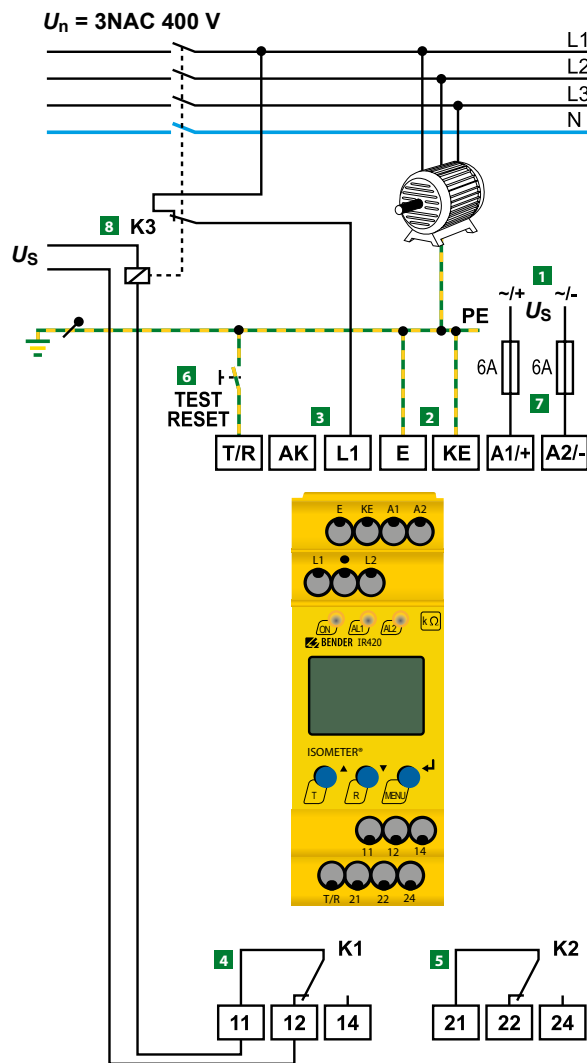 Un = 3NAC 400 V
L1
L2
L3
N
8 K3
US
1
~/+ ~/-
US
PE
6A 6A
6
TEST
RESET
3 2 7
T/R AK L1 E KE A1/+ A2/-
E KE A1 A2
L1 L2
ON AL1 AL2 kΩ
BENDER IR420
ISOMETER®
T R MENU
11 12 14
T/R 21 22 24
4 K1 5 K2
11 12 14 21 22 24